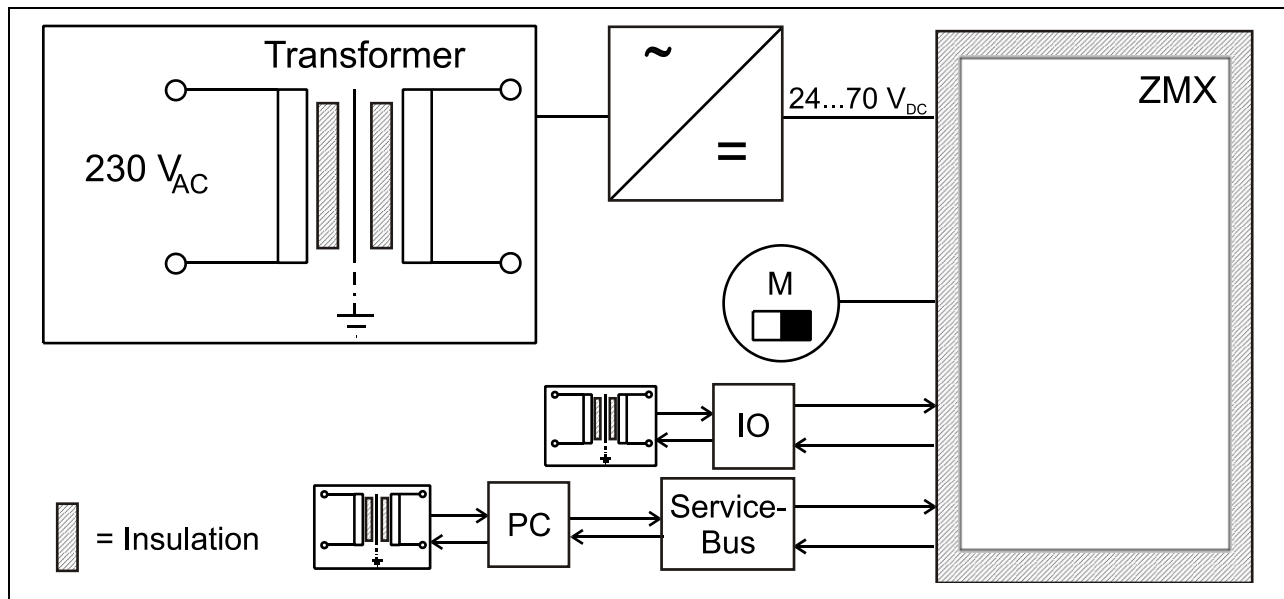 Transformer
230 VAC
~
=
24...70 VDC
ZMX
M
IO
PC
Service-
Bus
= Insulation